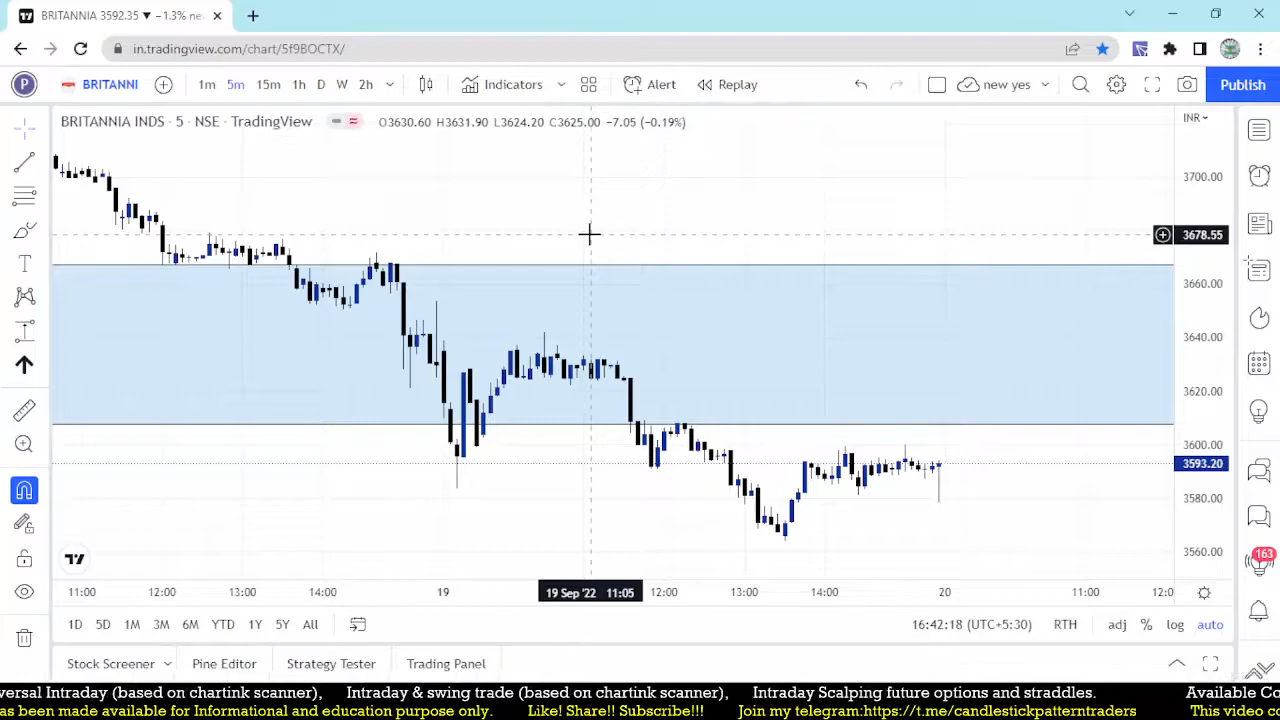 BRITANNIA 3592.35 ▼ −1.3%
in.tradingview.com/chart/5f9BOCTX/
P BRITANNI 1m 5m 15m 1h D W 2h Indicators Alert Replay new yes Publish
BRITANNIA INDS · 5 · NSE · TradingView O3630.60 H3631.90 L3624.20 C3625.00 −7.05 (−0.19%) INR
3700.00
3678.55
3660.00
3640.00
3620.00
3600.00
3593.20
3580.00
3560.00
163
11:00 12:00 13:00 14:00 19 19 Sep '22 11:05 12:00 13:00 14:00 20 11:00 12:0
1D 5D 1M 3M 6M YTD 1Y 5Y All 16:42:18 (UTC+5:30) RTH adj % log auto
Stock Screener Pine Editor Strategy Tester Trading Panel
Intraday (based on chartink scanner), Intraday & swing trade (based on chartink scanner), Intraday Scalping future options and straddles. Available
has been made available for Informational and education purpose only. Like! Share!! Subscribe!!! Join my telegram:https://t.me/candlestickpatterntraders This video